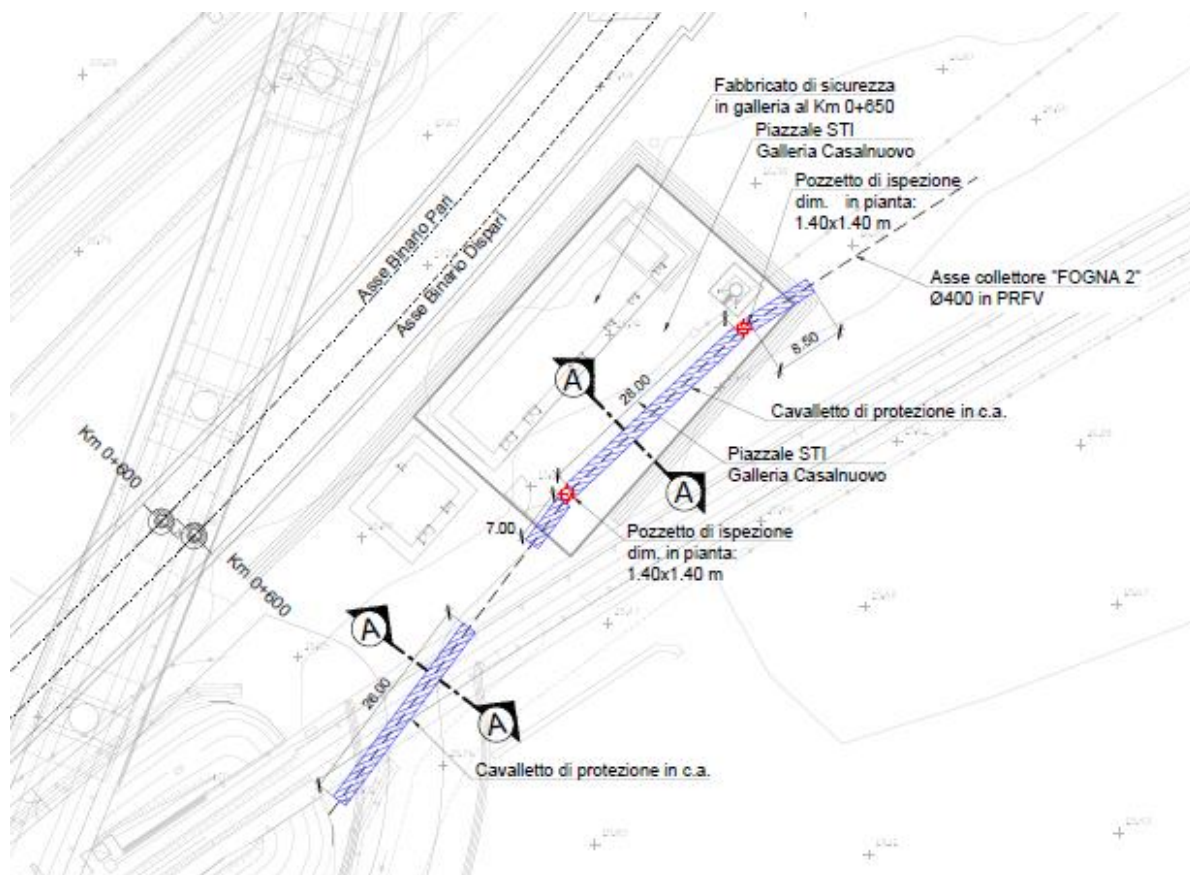 Fabbricato di sicurezza
in galleria al Km 0+650
Piazzale STI
Galleria Casalnuovo
Pozzetto di ispezione
dim. in pianta:
1.40x1.40 m
Asse Binario Pari
Asse Binario Dispari
Asse collettore "FOGNA 2"
Ø400 in PRFV
8.50
A
28.00
Cavalletto di protezione in c.a.
Piazzale STI
Galleria Casalnuovo
A
Km 0+600
7.00
Pozzetto di ispezione
dim. in pianta:
1.40x1.40 m
Km 0+600
A
26.00
A
Cavalletto di protezione in c.a.